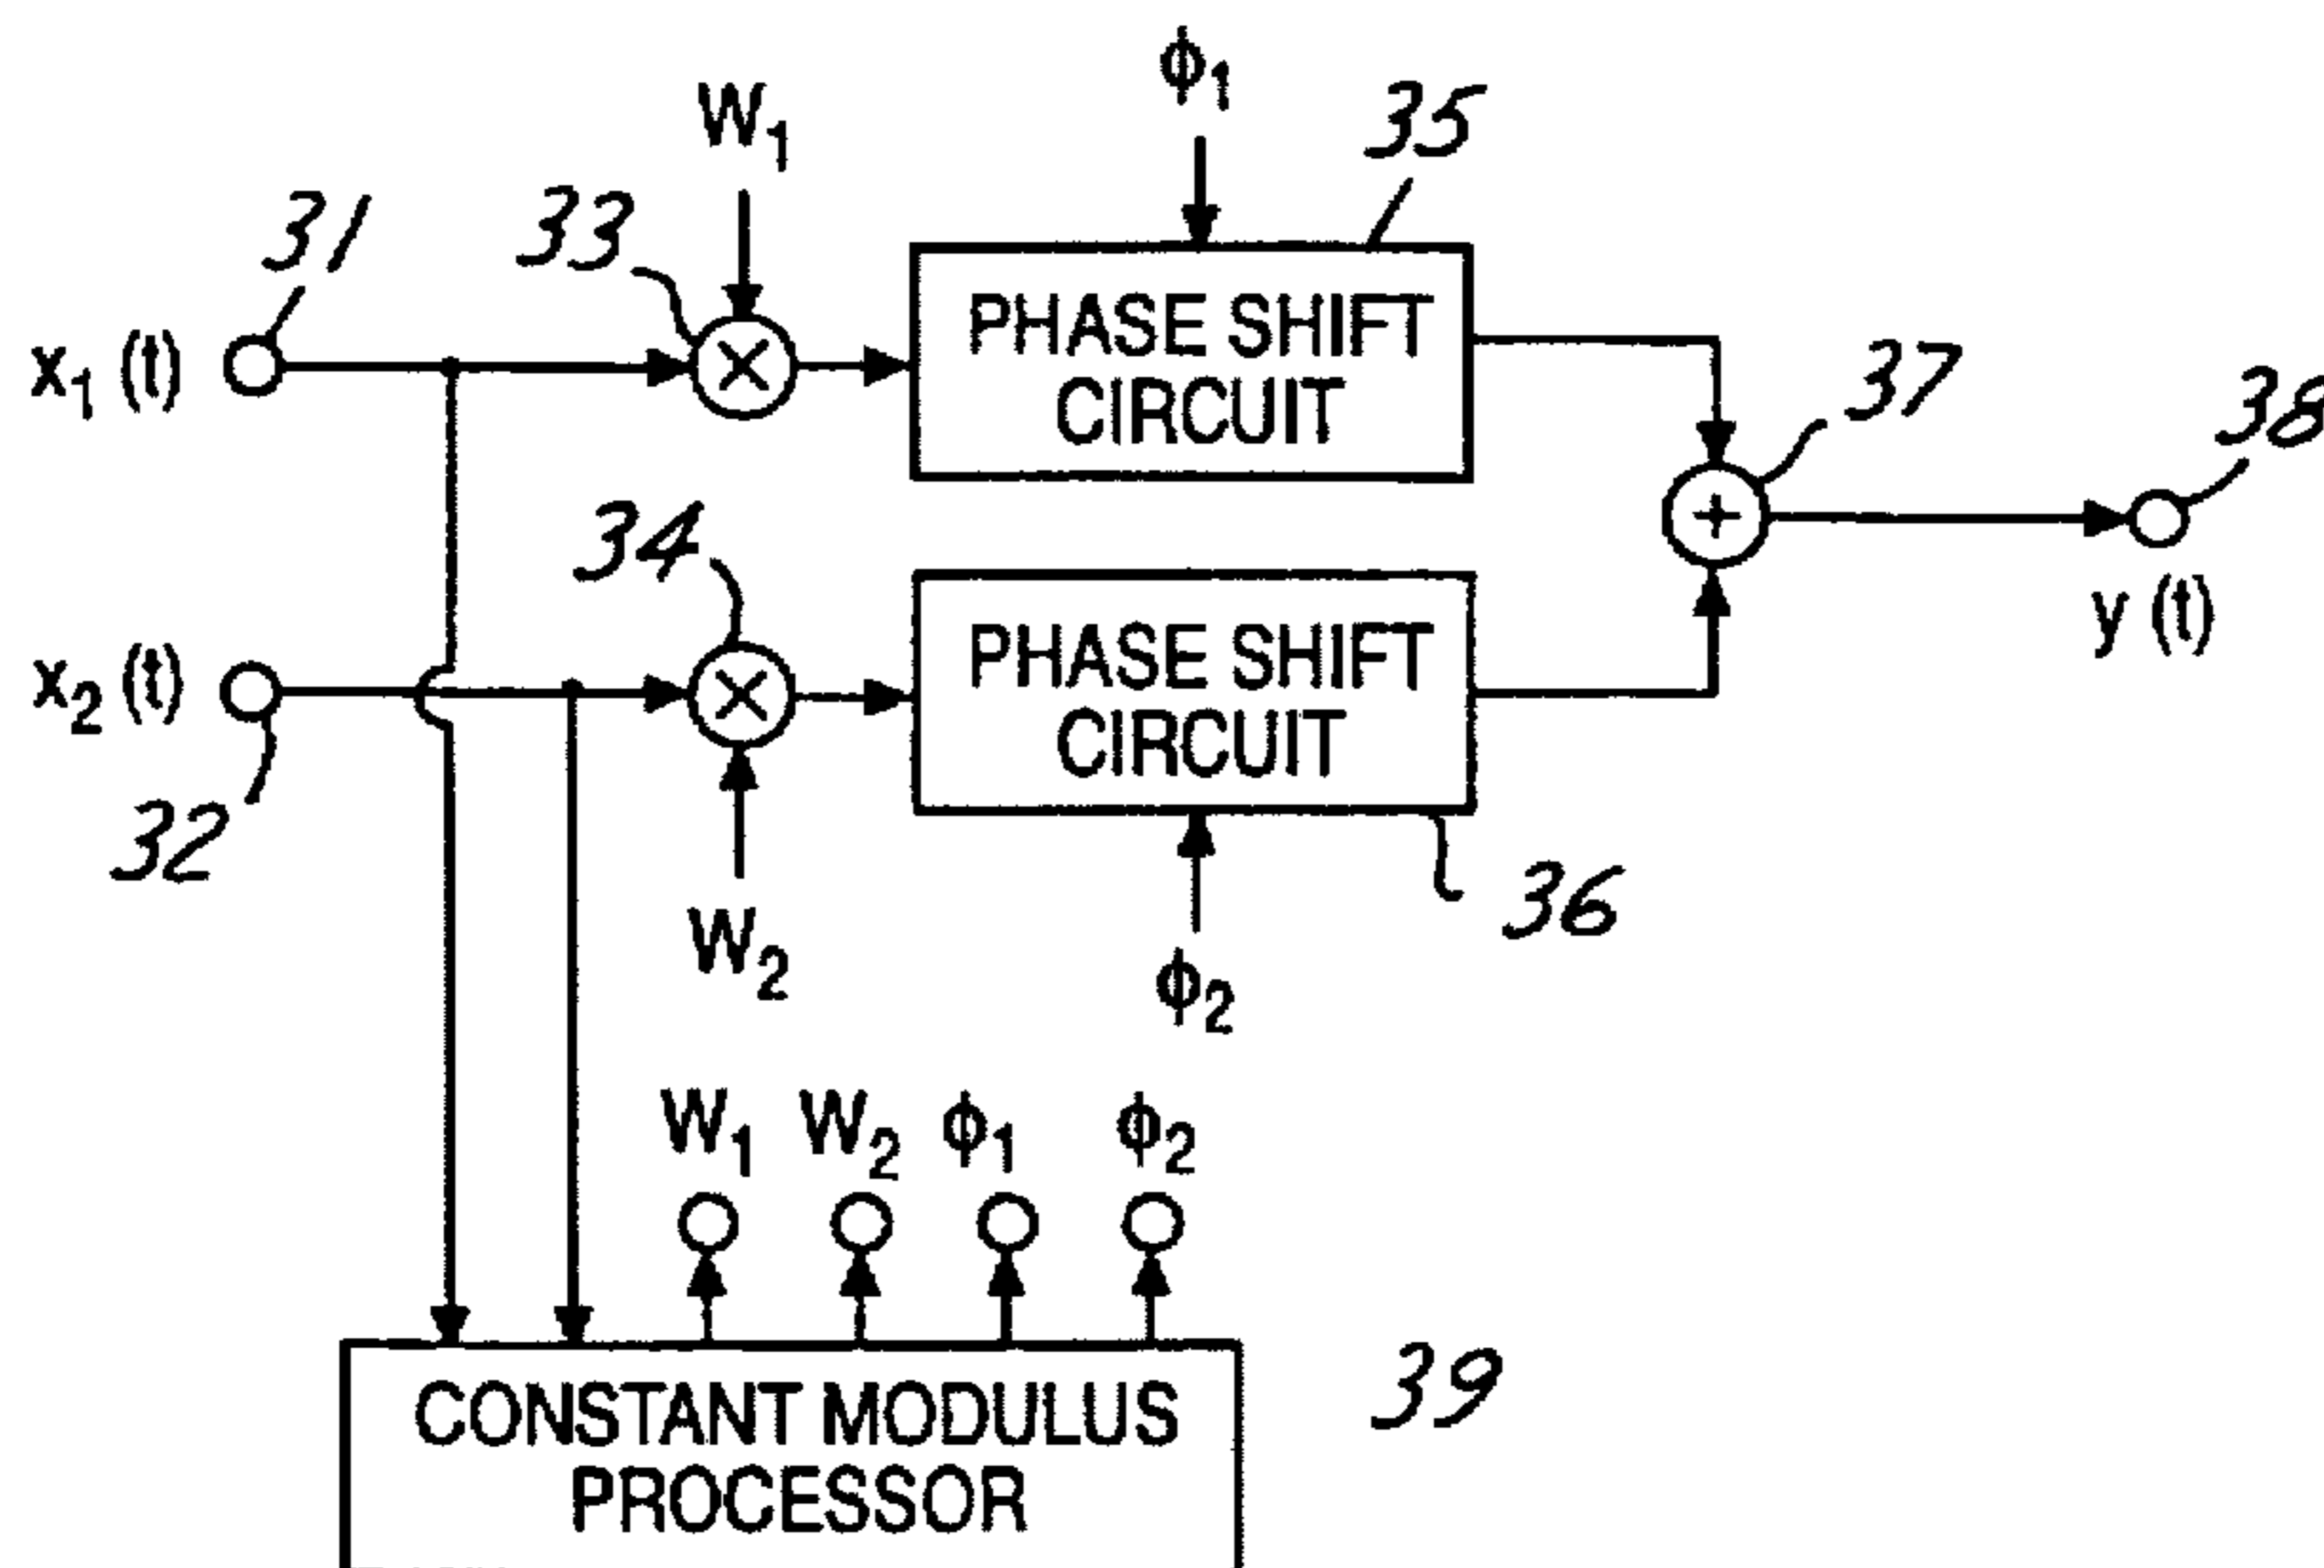 ϕ1
W1
35
31
33
PHASE SHIFT
CIRCUIT
x1 (t)
37
38
34
PHASE SHIFT
CIRCUIT
x2 (t)
y (t)
32
W2
36
ϕ2
W1 W2 ϕ1 ϕ2
39
CONSTANT MODULUS
PROCESSOR